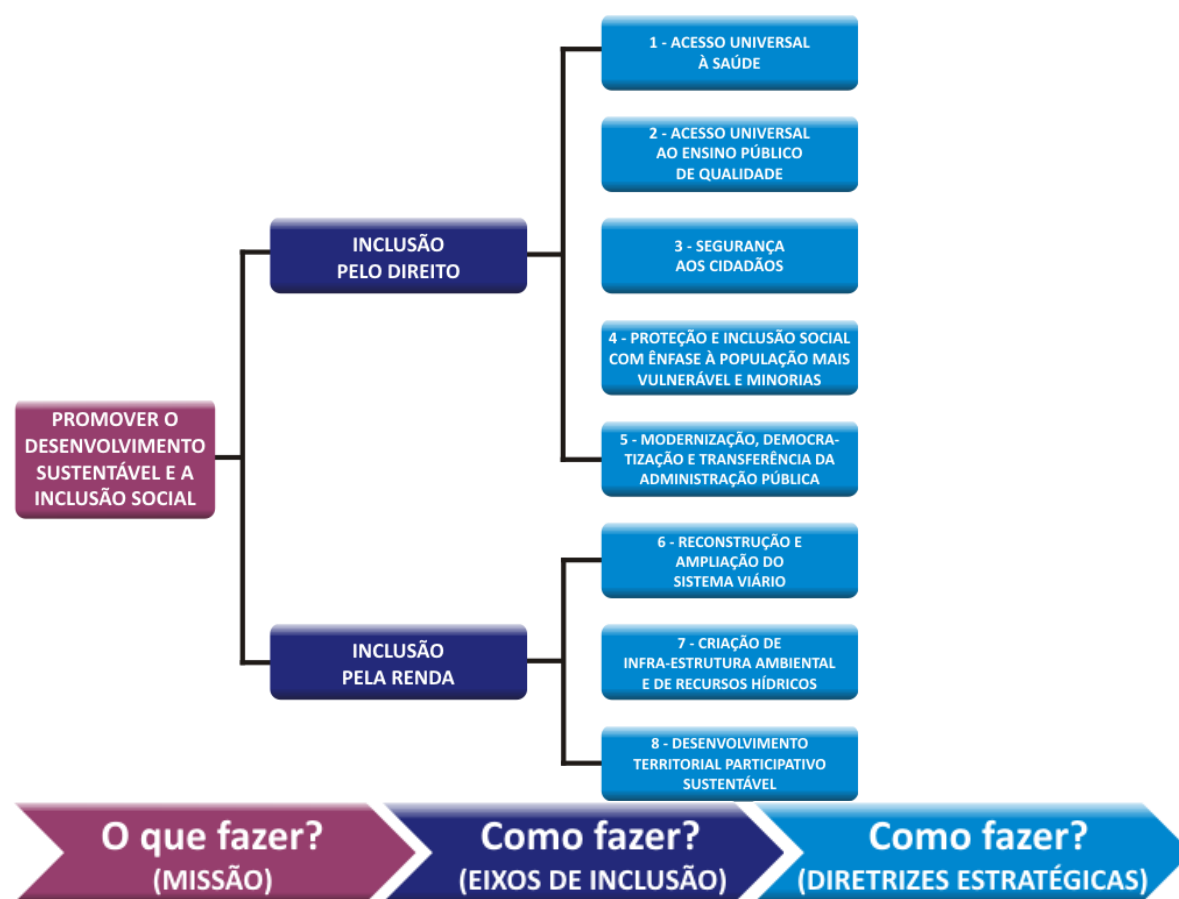 1 - ACESSO UNIVERSAL
À SAÚDE
2 - ACESSO UNIVERSAL
AO ENSINO PÚBLICO
DE QUALIDADE
INCLUSÃO
PELO DIREITO
3 - SEGURANÇA
AOS CIDADÃOS
4 - PROTEÇÃO E INCLUSÃO SOCIAL
COM ÊNFASE À POPULAÇÃO MAIS
VULNERÁVEL E MINORIAS
PROMOVER O
DESENVOLVIMENTO
SUSTENTÁVEL E A
INCLUSÃO SOCIAL
5 - MODERNIZAÇÃO, DEMOCRA-
TIZAÇÃO E TRANSFERÊNCIA DA
ADMINISTRAÇÃO PÚBLICA
6 - RECONSTRUÇÃO E
AMPLIAÇÃO DO
SISTEMA VIÁRIO
INCLUSÃO
PELA RENDA
7 - CRIAÇÃO DE
INFRA-ESTRUTURA AMBIENTAL
E DE RECURSOS HÍDRICOS
8 - DESENVOLVIMENTO
TERRITORIAL PARTICIPATIVO
SUSTENTÁVEL
O que fazer?
(MISSÃO)
Como fazer?
(EIXOS DE INCLUSÃO)
Como fazer?
(DIRETRIZES ESTRATÉGICAS)